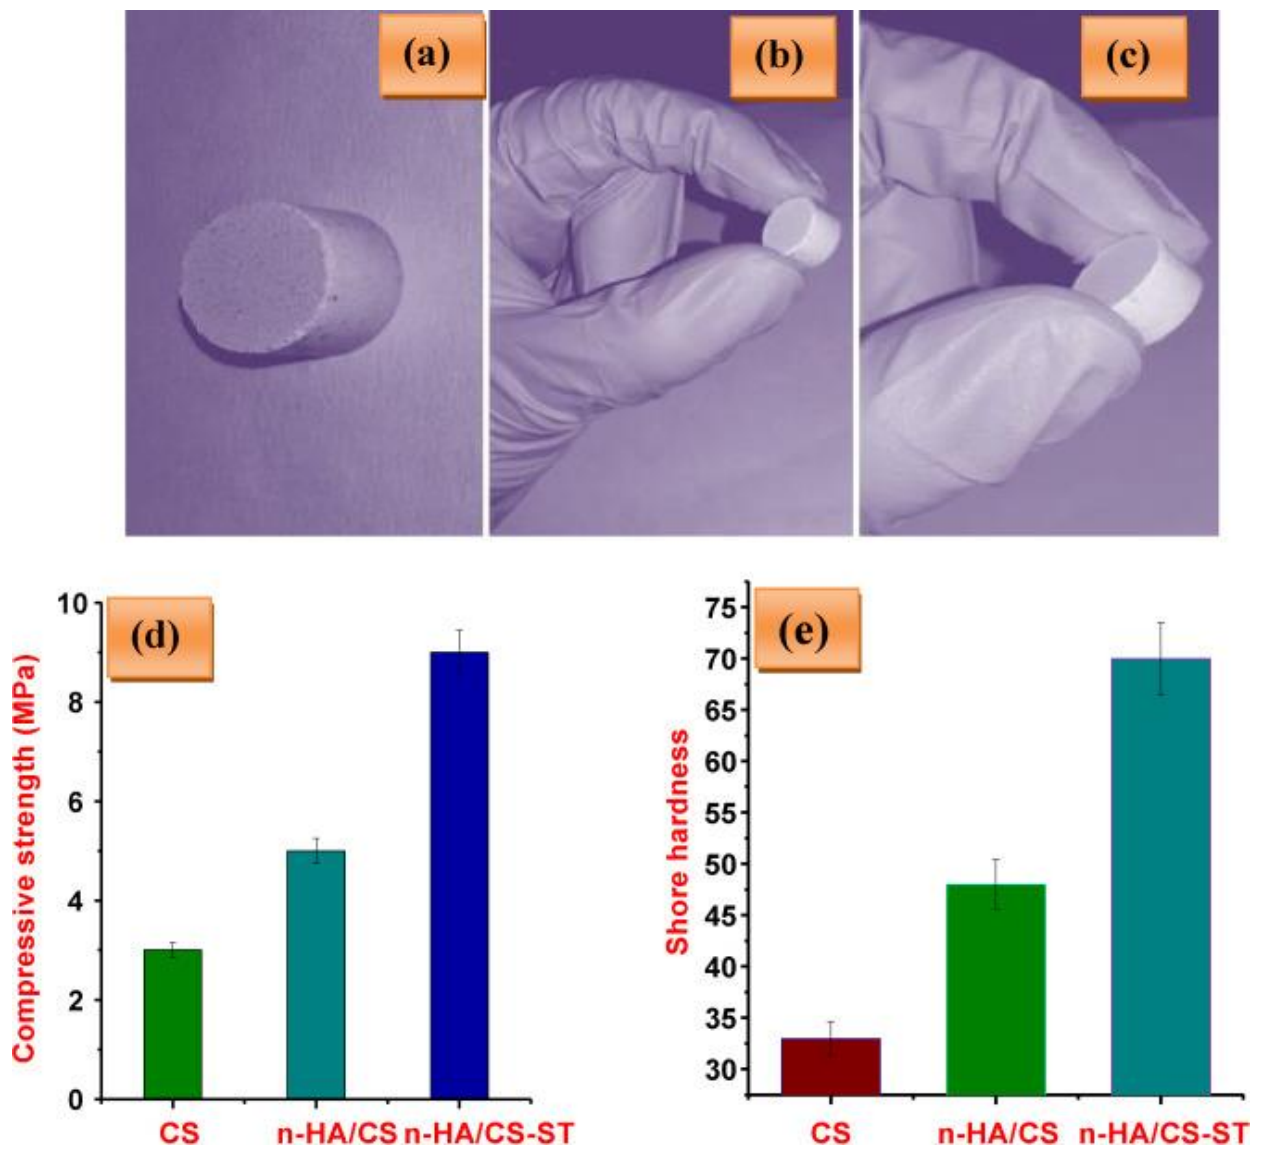 (a)
(b)
(c)
(d)
Compressive strength (MPa)
10
8
6
4
2
0
CS
n-HA/CS
n-HA/CS-ST
(e)
Shore hardness
75
70
65
60
55
50
45
40
35
30
CS
n-HA/CS
n-HA/CS-ST